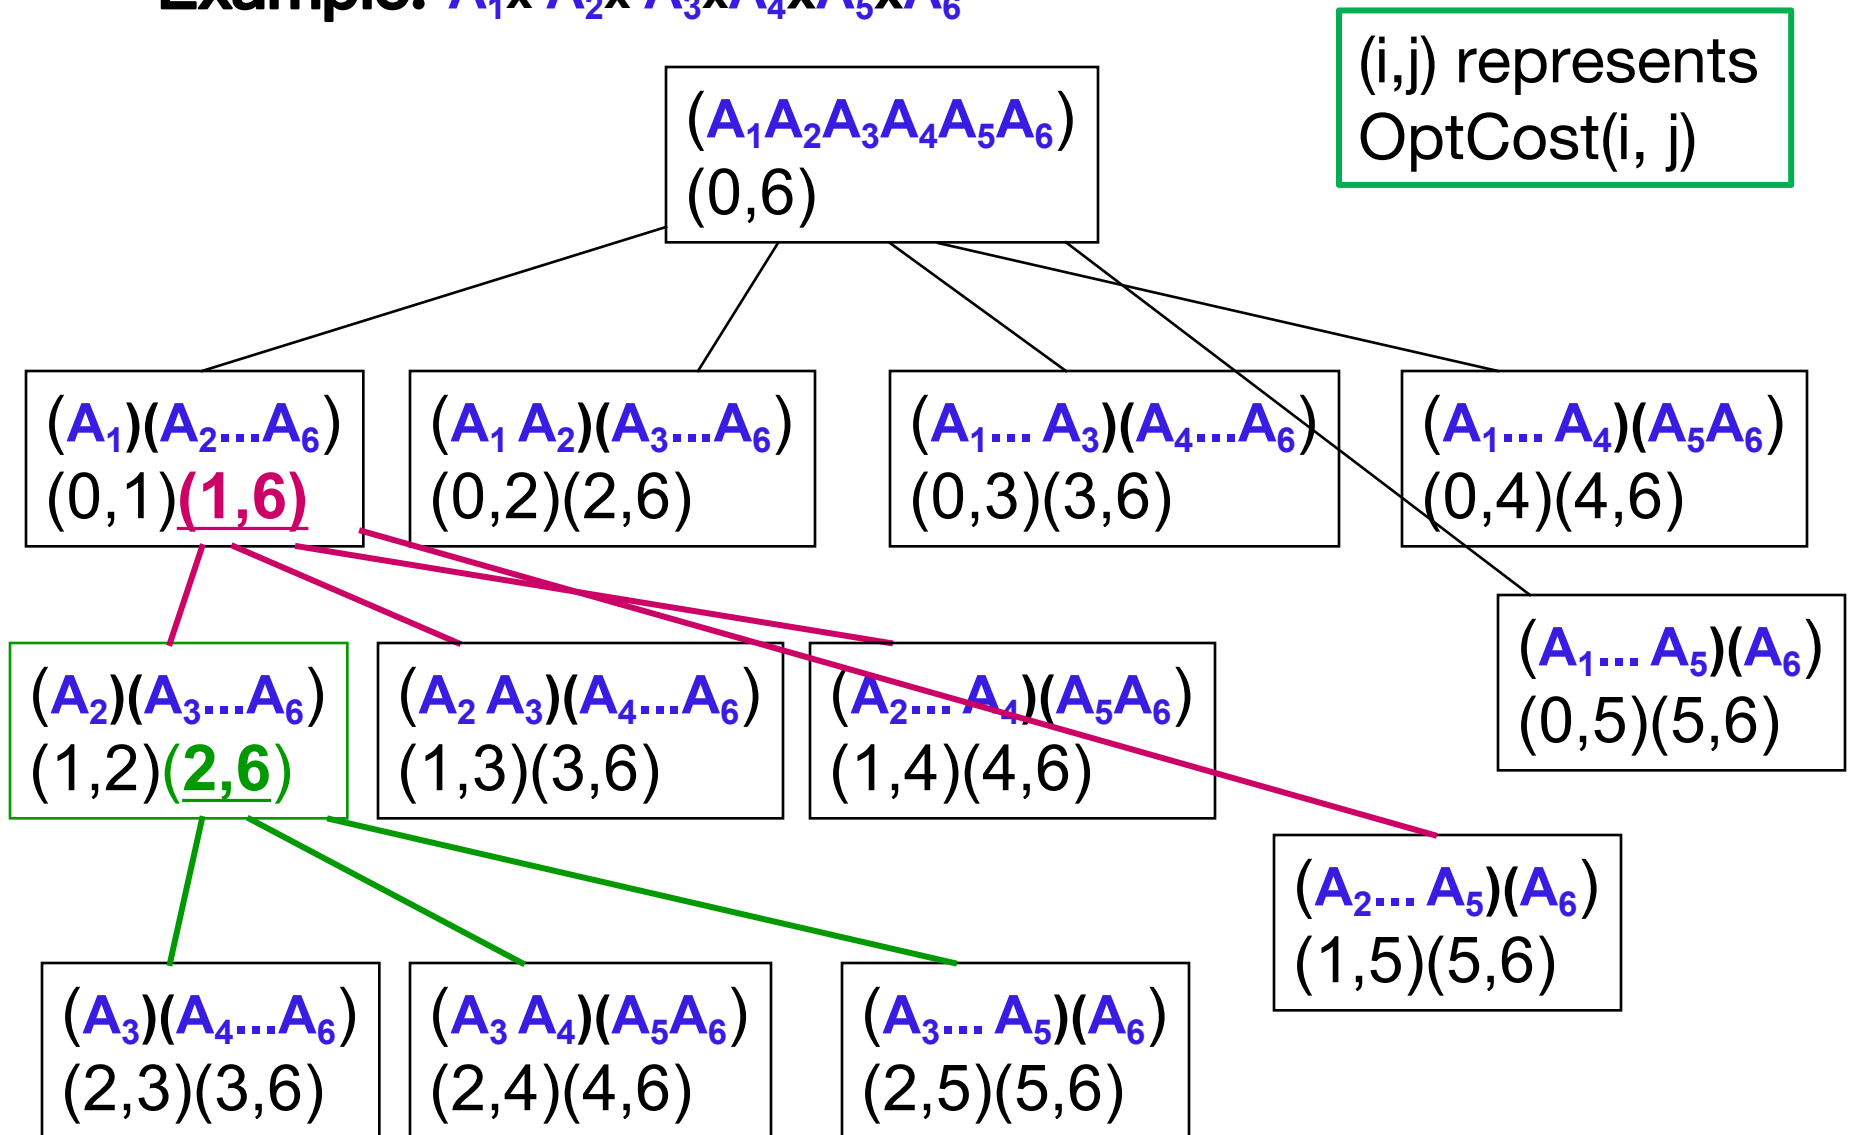 Example: A₁x A₂x A₃xA₄xA₅xA₆
(i,j) represents
OptCost(i, j)
(A₁A₂A₃A₄A₅A₆)
(0,6)
(A₁)(A₂...A₆)
(0,1)(1,6)
(A₁ A₂)(A₃...A₆)
(0,2)(2,6)
(A₁... A₃)(A₄...A₆)
(0,3)(3,6)
(A₁... A₄)(A₅A₆)
(0,4)(4,6)
(A₁... A₅)(A₆)
(0,5)(5,6)
(A₂)(A₃...A₆)
(1,2)(2,6)
(A₂ A₃)(A₄...A₆)
(1,3)(3,6)
(A₂... A₄)(A₅A₆)
(1,4)(4,6)
(A₂... A₅)(A₆)
(1,5)(5,6)
(A₃)(A₄...A₆)
(2,3)(3,6)
(A₃ A₄)(A₅A₆)
(2,4)(4,6)
(A₃... A₅)(A₆)
(2,5)(5,6)